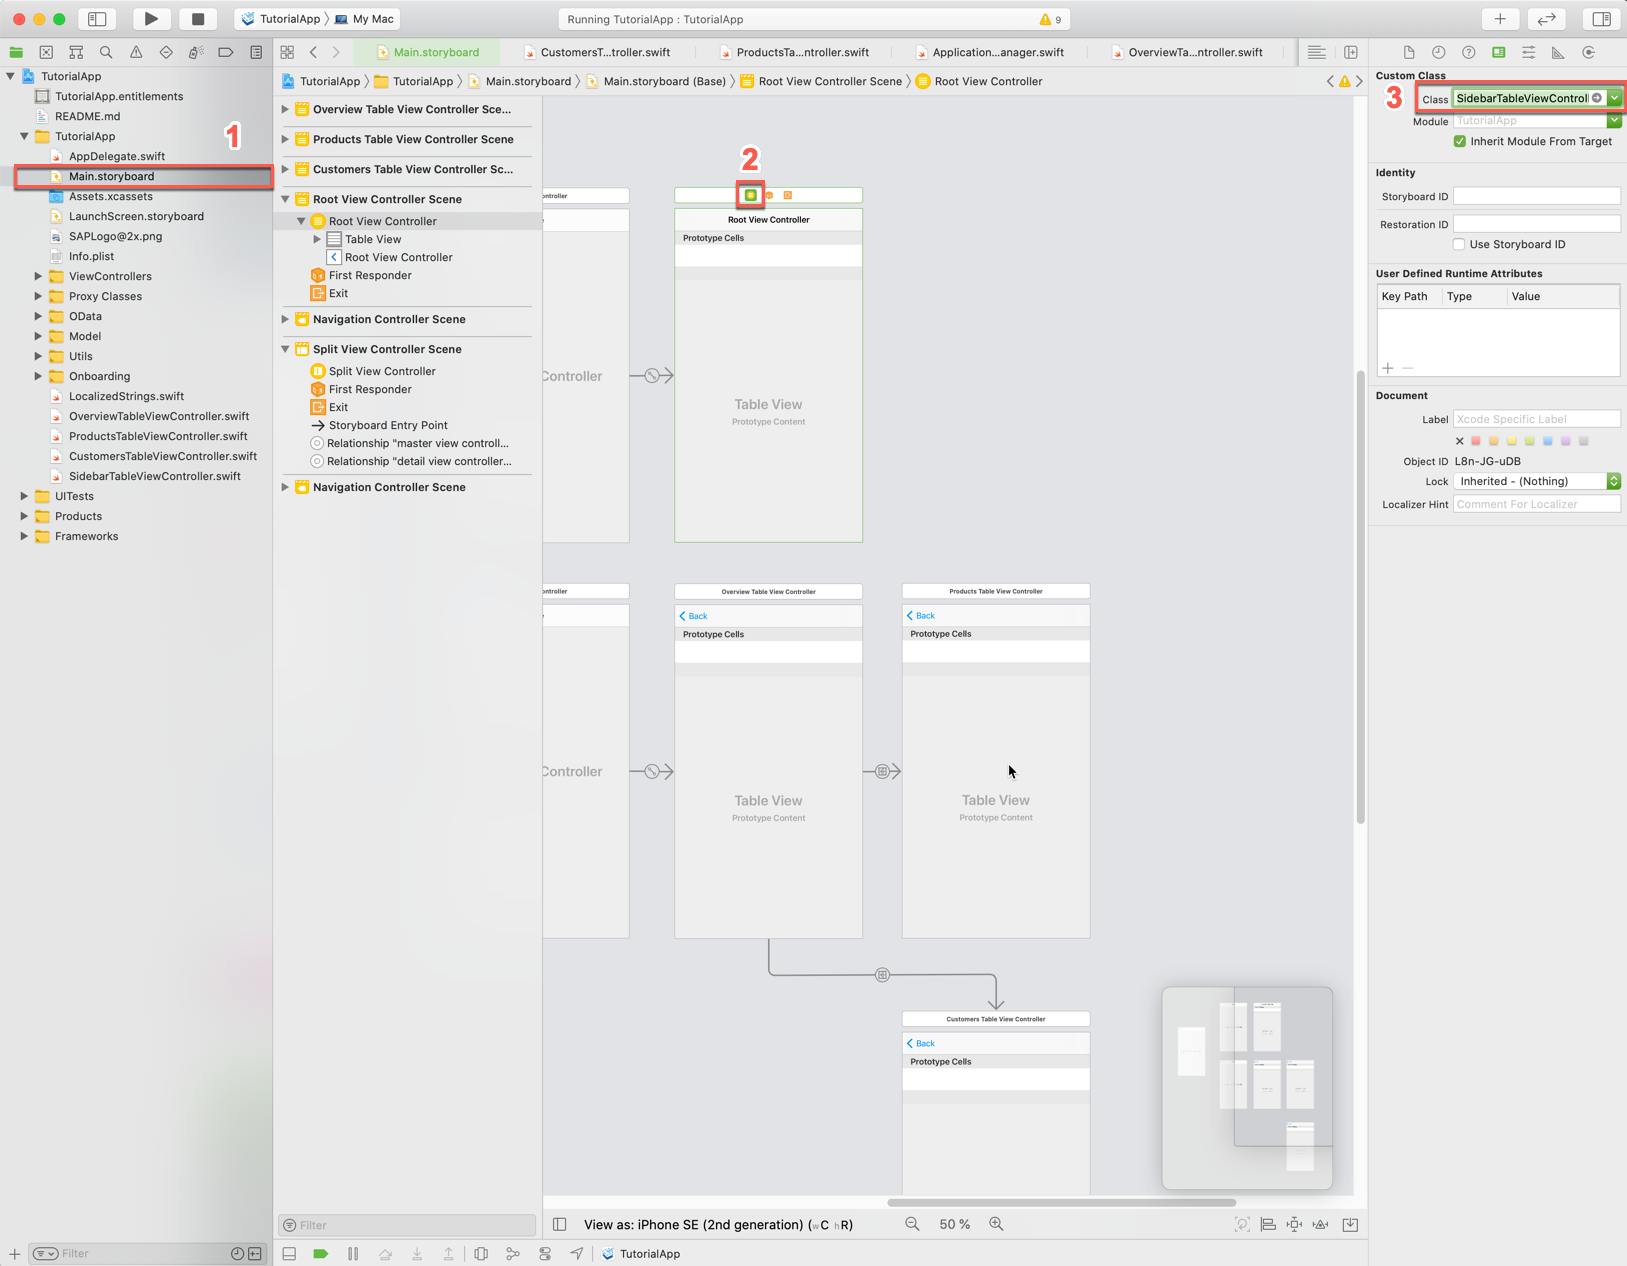 TutorialApp
My Mac
Running TutorialApp : TutorialApp
9
Main.storyboard
CustomersT...troller.swift
ProductsTa...ntroller.swift
Application...anager.swift
OverviewTa...ntroller.swift
TutorialApp
TutorialApp
Main.storyboard
Main.storyboard (Base)
Root View Controller Scene
Root View Controller
TutorialApp
TutorialApp.entitlements
README.md
TutorialApp
1
AppDelegate.swift
Main.storyboard
Assets.xcassets
LaunchScreen.storyboard
SAPLogo@2x.png
Info.plist
ViewControllers
Proxy Classes
OData
Model
Utils
Onboarding
LocalizedStrings.swift
OverviewTableViewController.swift
ProductsTableViewController.swift
CustomersTableViewController.swift
SidebarTableViewController.swift
UITests
Products
Frameworks
Filter
Overview Table View Controller Sce...
Products Table View Controller
Customers Table View Controller Sc...
Root View Controller Scene
Root View Controller
Table View
Root View Controller
First Responder
Exit
Navigation Controller Scene
Split View Controller Scene
Split View Controller
First Responder
Exit
Storyboard Entry Point
Relationship "master view controll...
Relationship "detail view controller...
Navigation Controller Scene
Filter
2
ontroller
Root View Controller
Prototype Cells
Controller
Table View
Prototype Content
ontroller
Overview Table View Controller
Products Table View Controller
Back
Prototype Cells
Back
Prototype Cells
Controller
Table View
Prototype Content
Table View
Prototype Content
Customers Table View Controller
Back
Prototype Cells
View as: iPhone SE (2nd generation) (wC hR)
50 %
TutorialApp
Custom Class
3
Class SidebarTableViewControll
Module TutorialApp
Inherit Module From Target
Identity
Storyboard ID
Restoration ID
Use Storyboard ID
User Defined Runtime Attributes
Key Path Type Value
Document
Label Xcode Specific Label
Object ID L8n-JG-uDB
Lock Inherited - (Nothing)
Localizer Hint Comment For Localizer